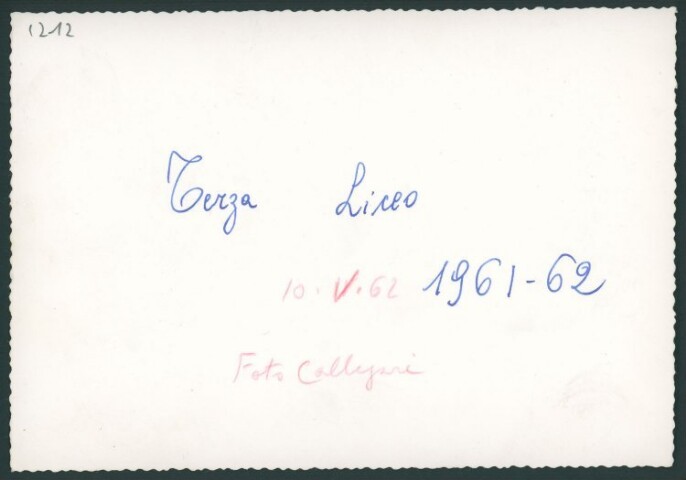 1212
Terza Liceo
10.V.62 1961-62
Foto Callegari